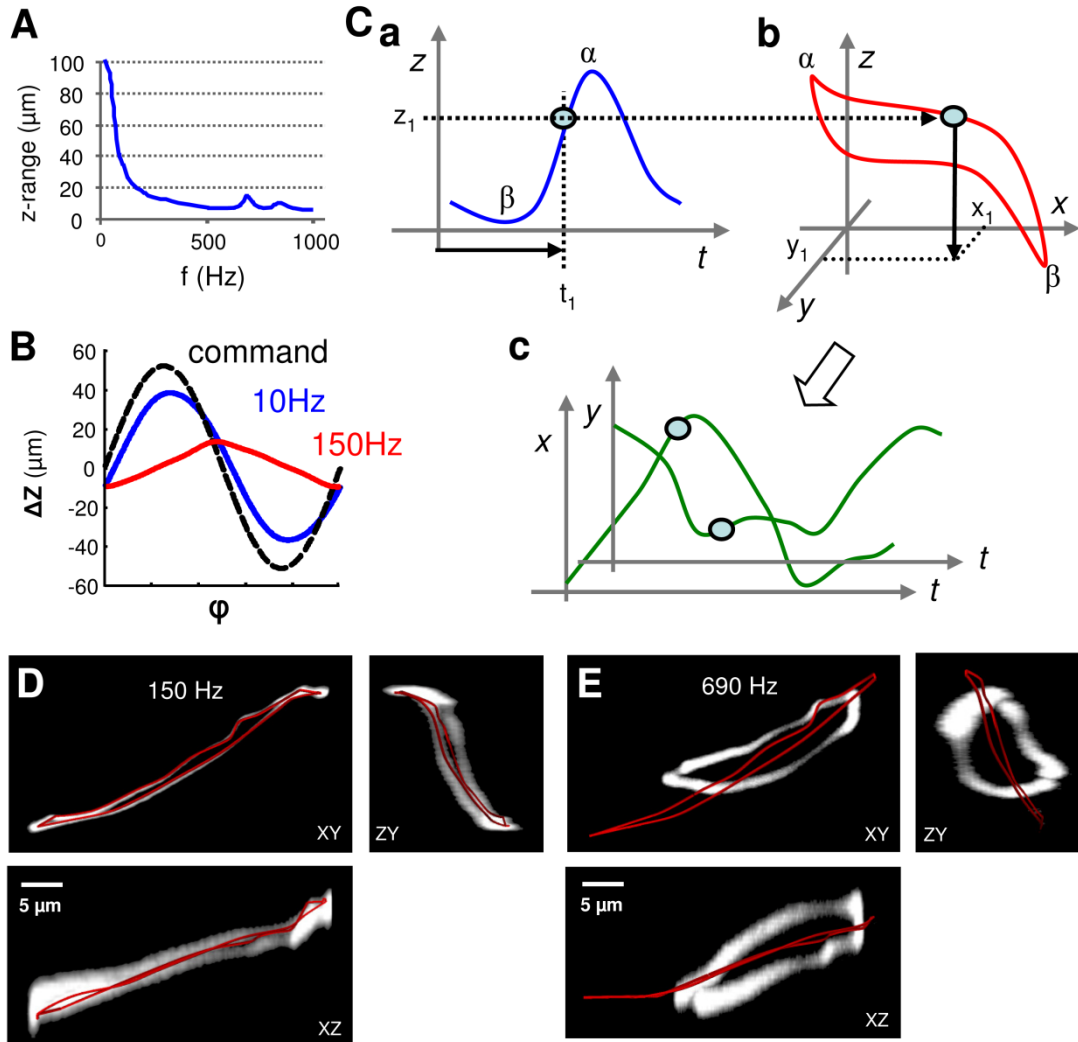 A
z-range (µm)
100
80
60
40
20
0
0 500 1000
f (Hz)
B
ΔZ (µm)
60
40
20
0
-20
-40
-60
command
10Hz
150Hz
φ
C
a
z
z₁
α
β
t
t₁
b
α
z
x
x₁
y₁
y
β
c
x
y
t
t
D
150 Hz
XY
ZY
5 µm
XZ
E
690 Hz
XY
ZY
5 µm
XZ